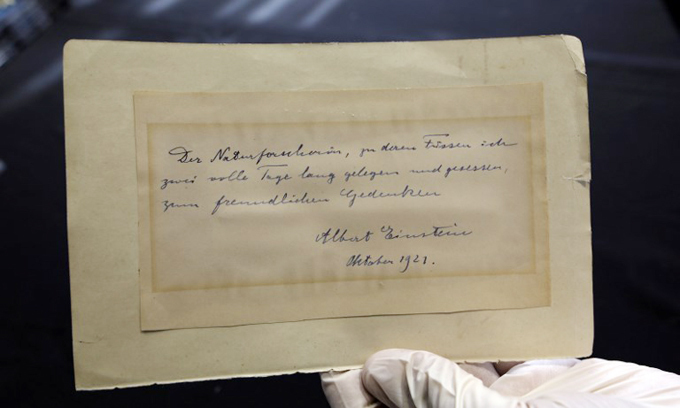 Der Naturforscherin, zu deren Füssen ich
zwei volle Tage lang gelegen und gesessen,
zum freundlichen Gedenken
Albert Einstein
Oktober 1921.